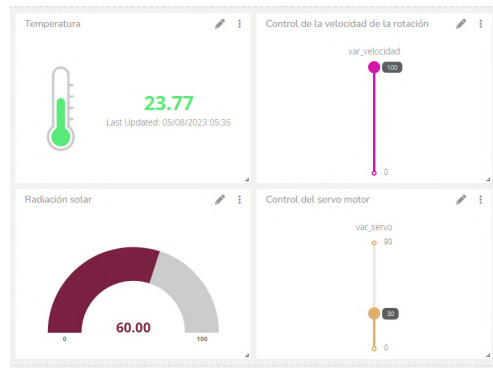 Temperatura
23.77
Last Updated: 05/08/2023 05:35
Control de la velocidad de la rotación
var_velocidad
100
0
Radiación solar
60.00
0
100
Control del servo motor
var_servo
90
30
0